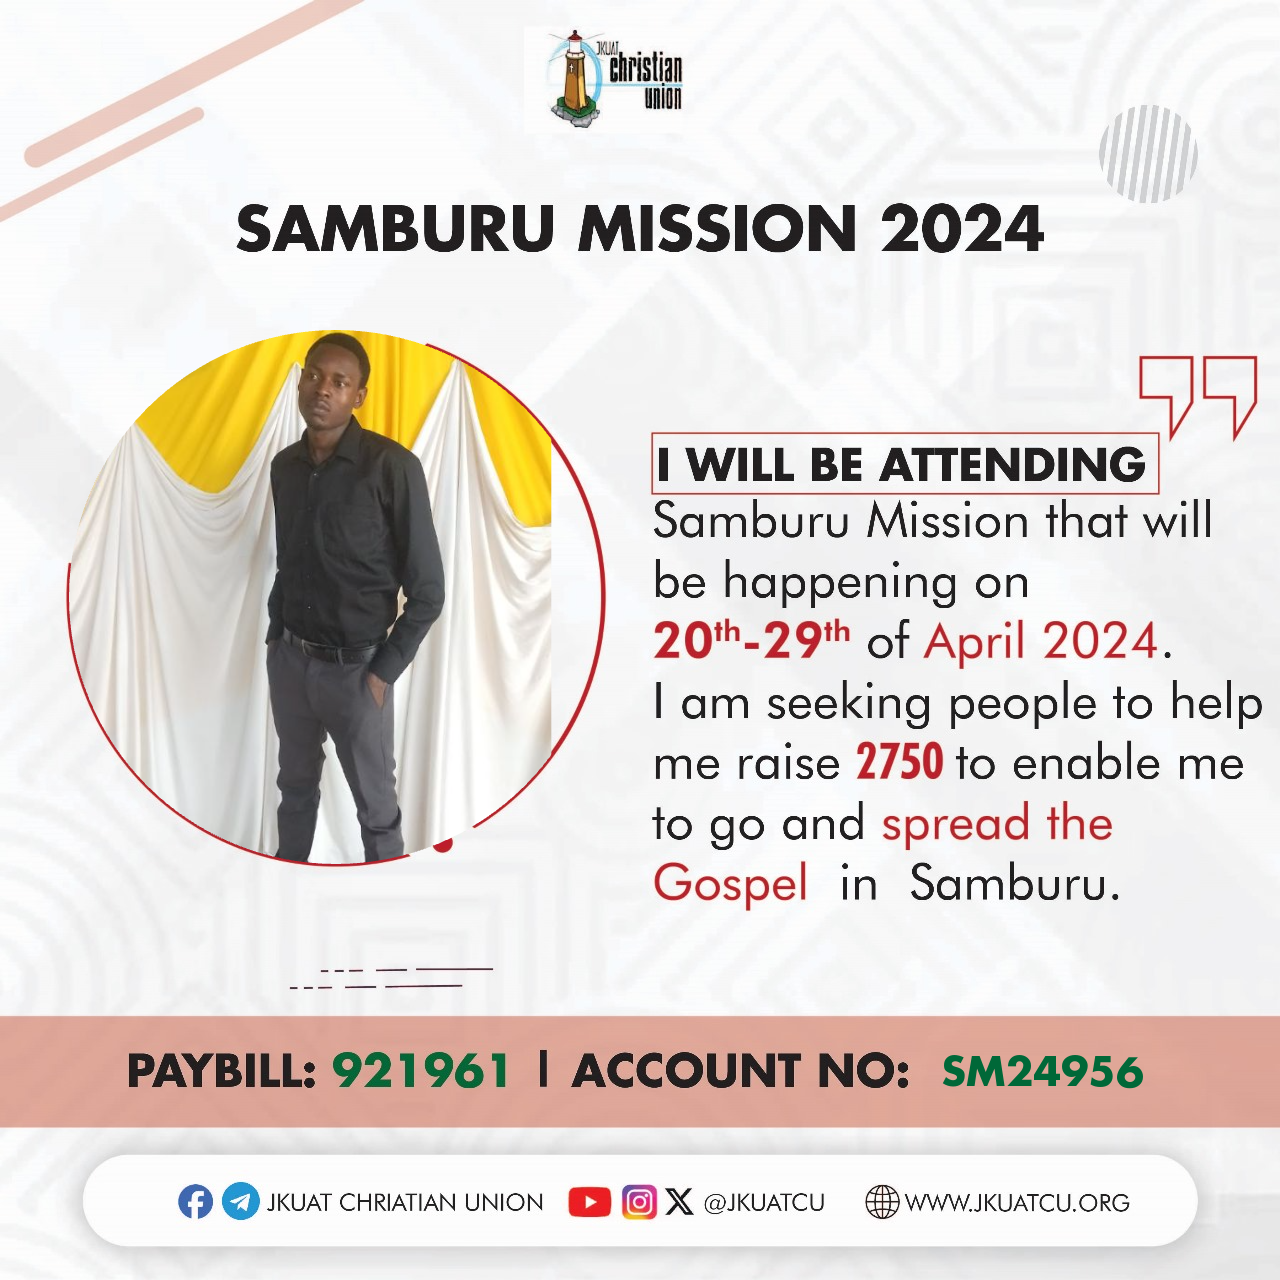 JKUAT
christian
union
SAMBURU MISSION 2024
I WILL BE ATTENDING
Samburu Mission that will
be happening on
20th-29th of April 2024.
I am seeking people to help
me raise 2750 to enable me
to go and spread the
Gospel in Samburu.
PAYBILL: 921961 | ACCOUNT NO: SM24956
JKUAT CHRIATIAN UNION @JKUATCU WWW.JKUATCU.ORG